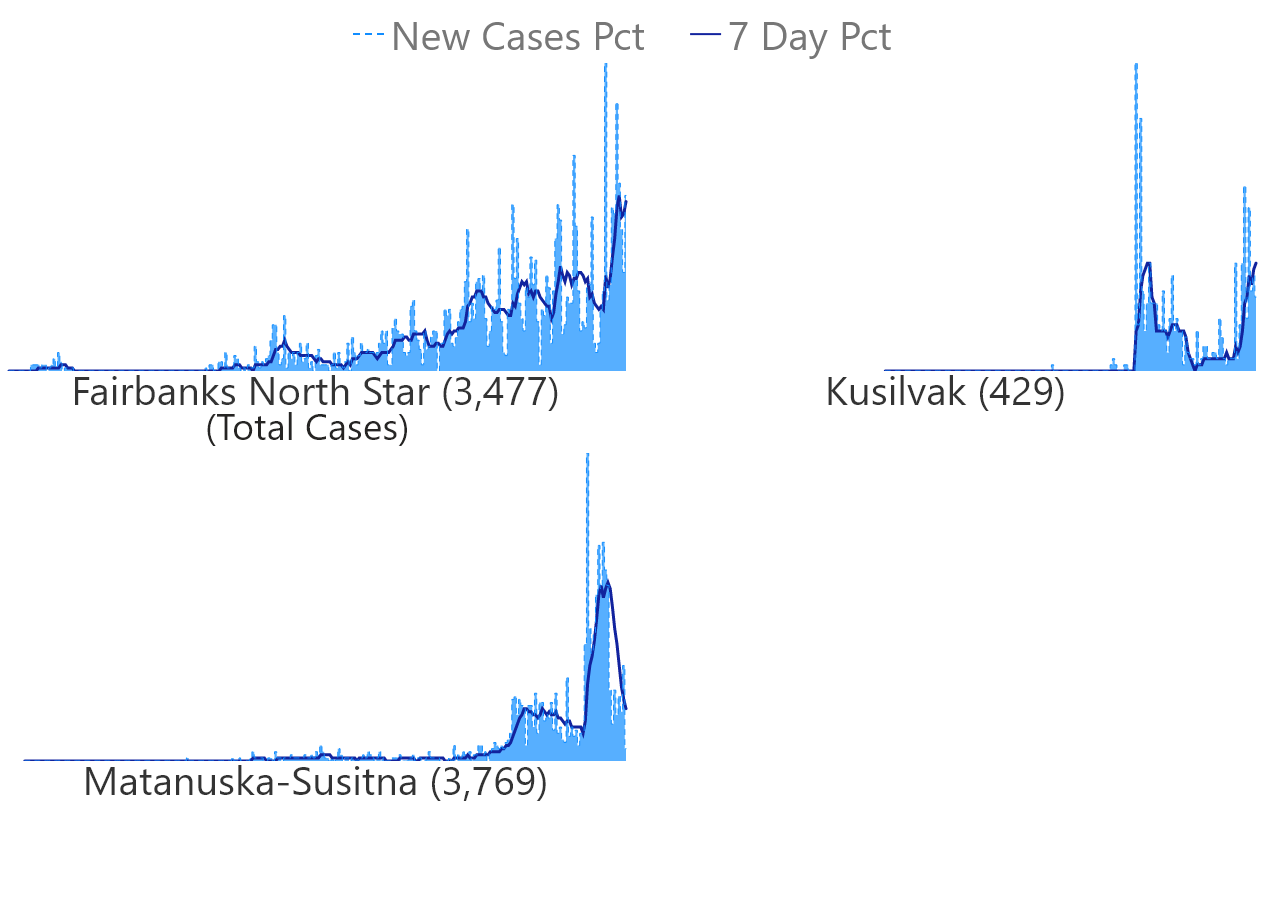 New Cases Pct 7 Day Pct
Fairbanks North Star (3,477)
(Total Cases)
Kusilvak (429)
Matanuska-Susitna (3,769)